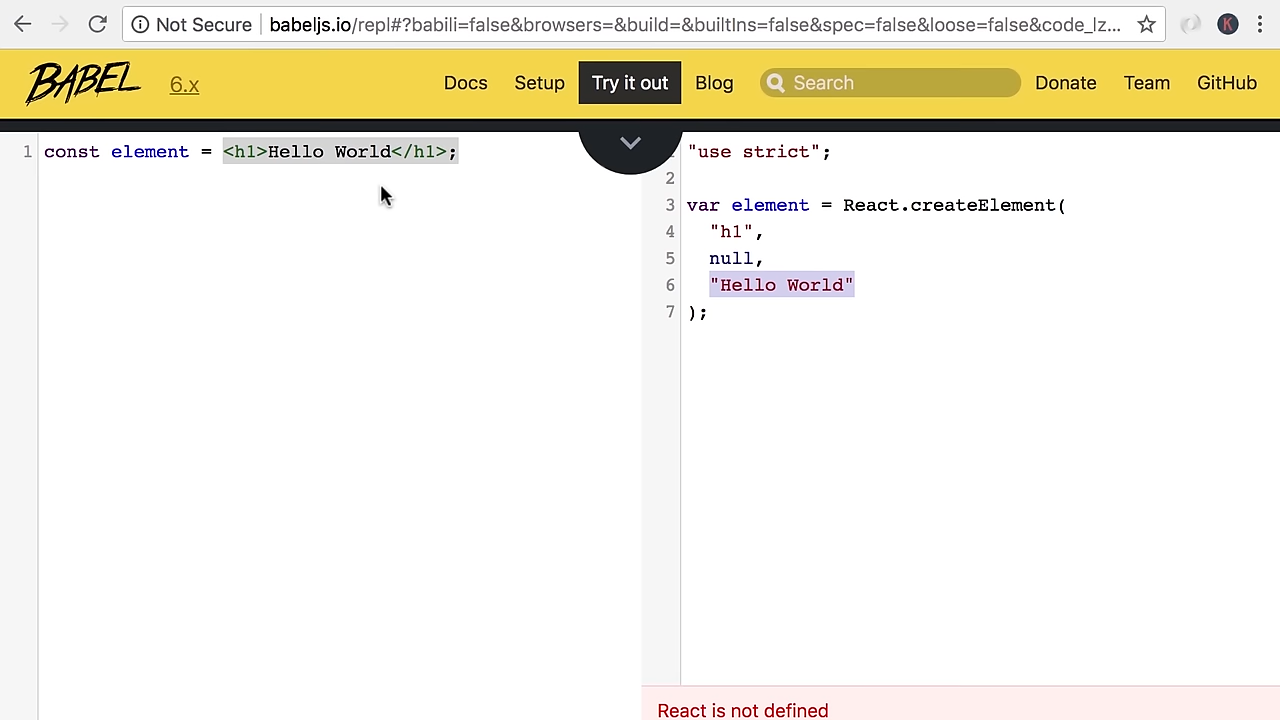 Not Secure babeljs.io/repl#?babili=false&browsers=&build=&builtIns=false&spec=false&loose=false&code_lz... K
BABEL 6.x Docs Setup Try it out Blog Search Donate Team GitHub
1 const element = <h1>Hello World</h1>;
"use strict";
2
3 var element = React.createElement(
4 "h1",
5 null,
6 "Hello World"
7 );
React is not defined